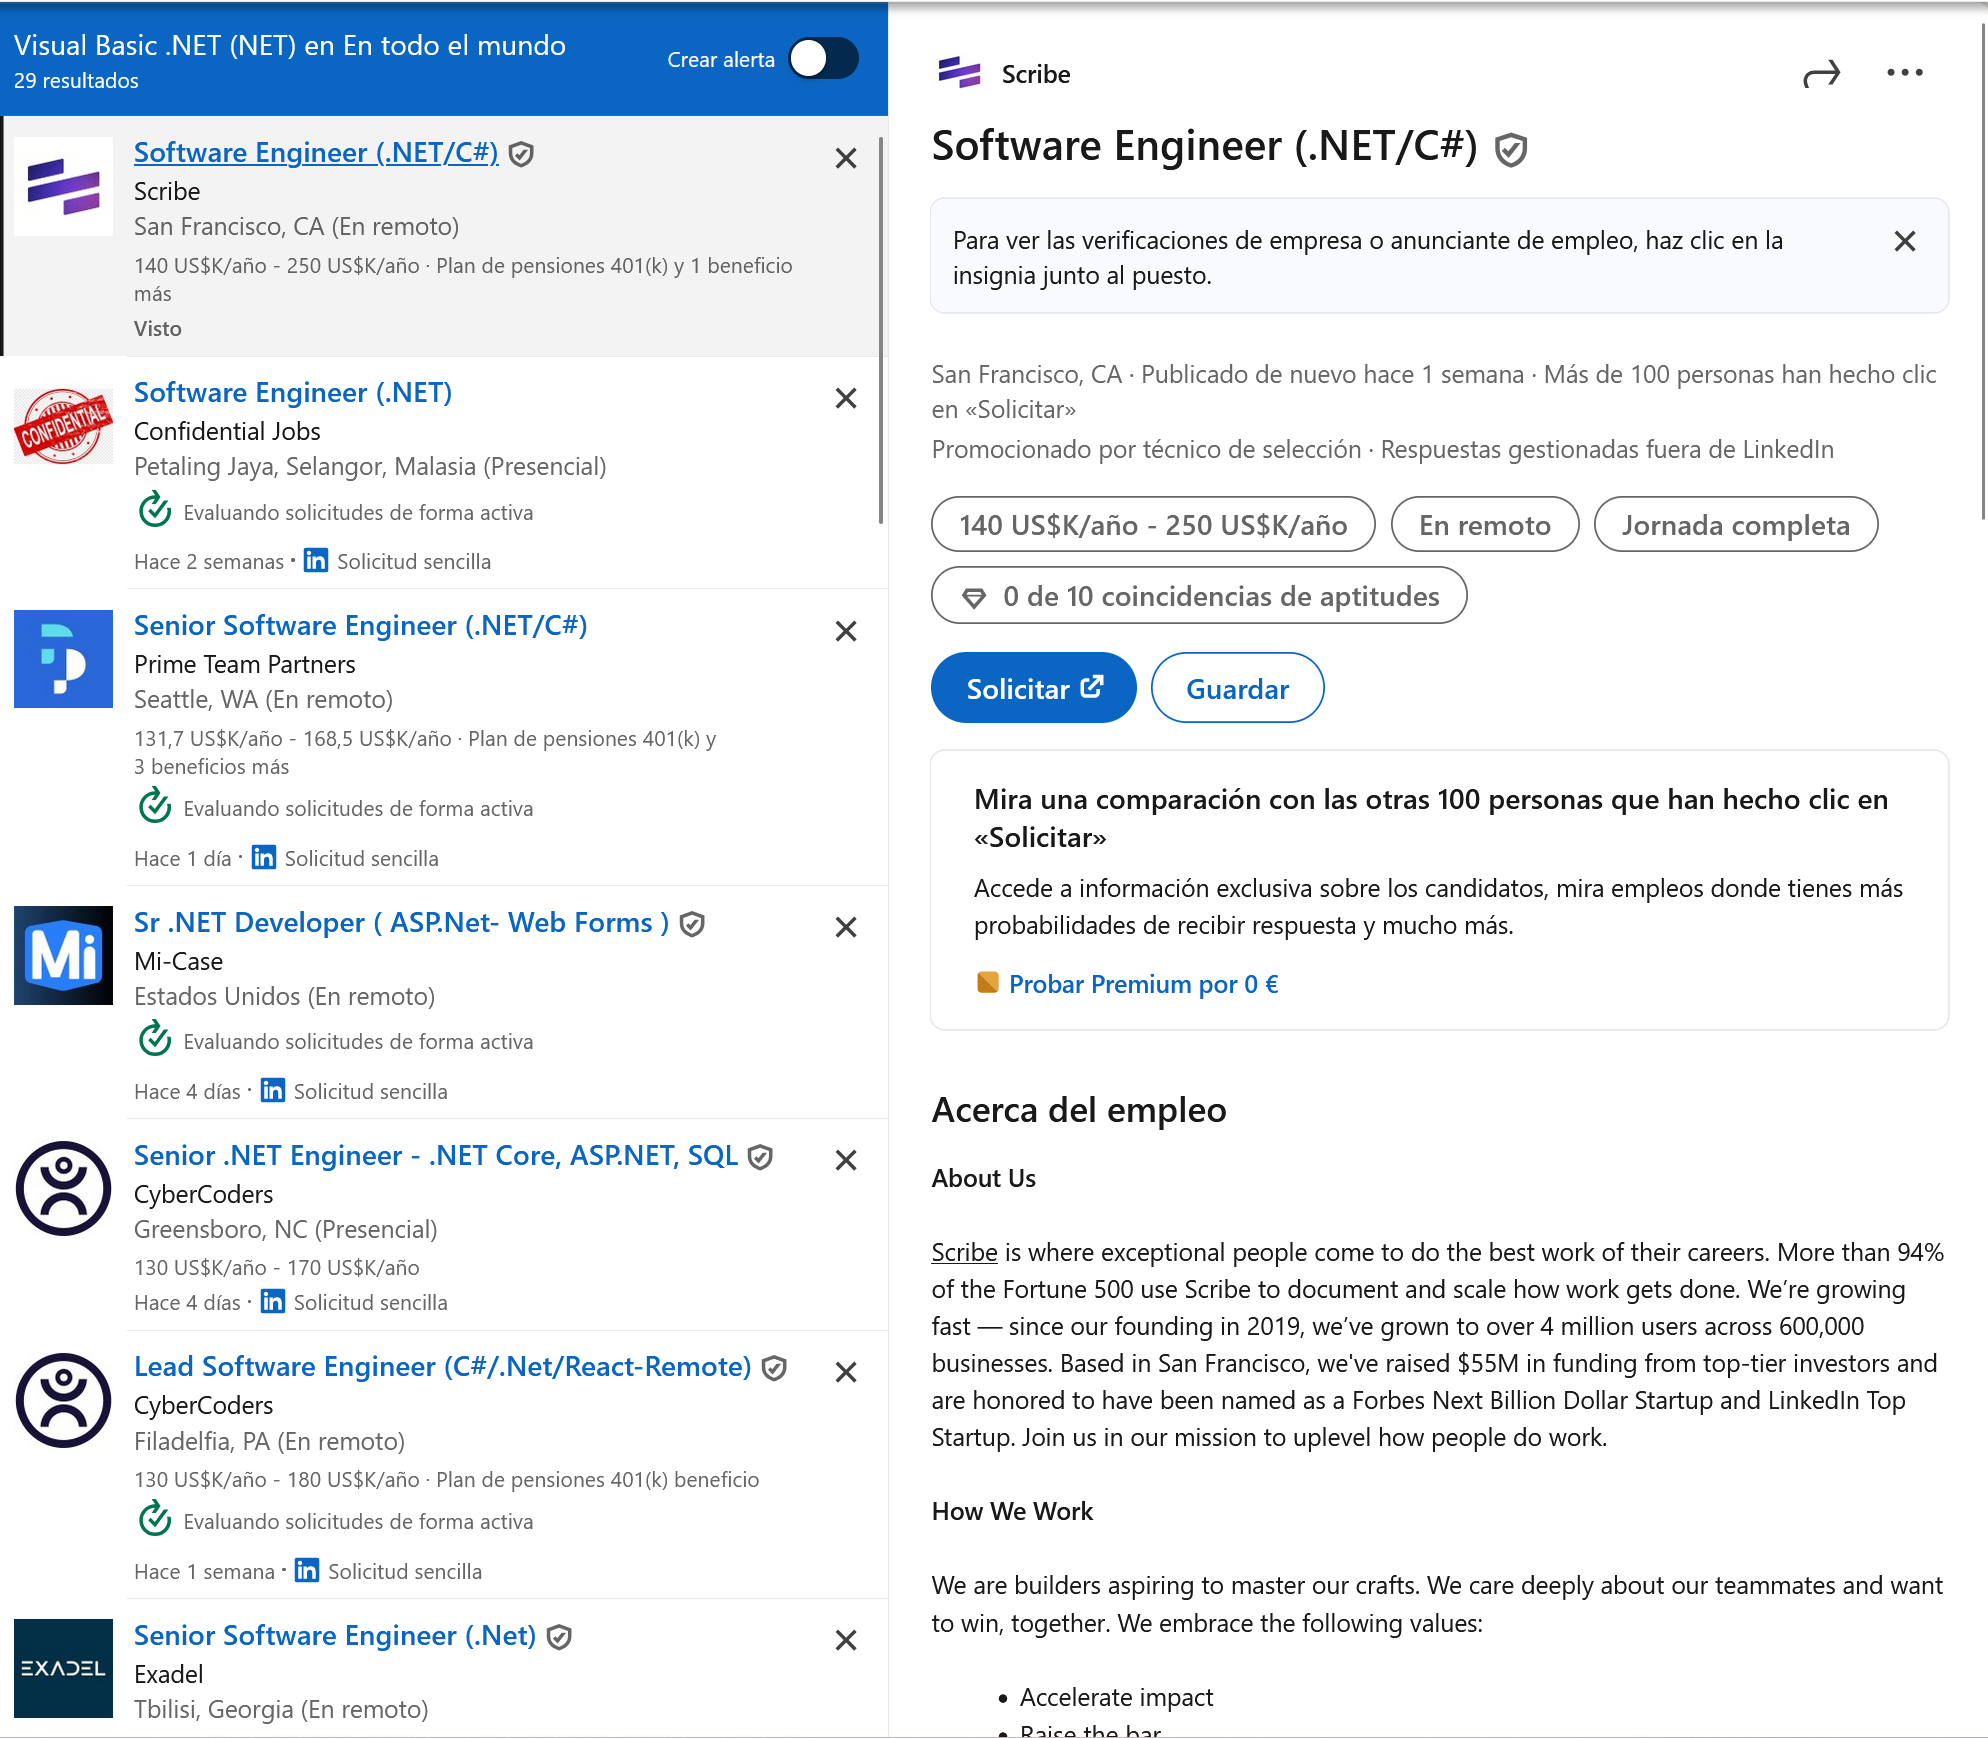 Visual Basic .NET (NET) en En todo el mundo
29 resultados
Crear alerta
Software Engineer (.NET/C#)
Scribe
San Francisco, CA (En remoto)
140 US$K/año - 250 US$K/año · Plan de pensiones 401(k) y 1 beneficio
más
Visto
CONFIDENTIAL
Software Engineer (.NET)
Confidential Jobs
Petaling Jaya, Selangor, Malasia (Presencial)
Evaluando solicitudes de forma activa
Hace 2 semanas · in Solicitud sencilla
Senior Software Engineer (.NET/C#)
Prime Team Partners
Seattle, WA (En remoto)
131,7 US$K/año - 168,5 US$K/año · Plan de pensiones 401(k) y
3 beneficios más
Evaluando solicitudes de forma activa
Hace 1 día · in Solicitud sencilla
Mi
Sr .NET Developer ( ASP.Net- Web Forms )
Mi-Case
Estados Unidos (En remoto)
Evaluando solicitudes de forma activa
Hace 4 días · in Solicitud sencilla
Senior .NET Engineer - .NET Core, ASP.NET, SQL
CyberCoders
Greensboro, NC (Presencial)
130 US$K/año - 170 US$K/año
Hace 4 días · in Solicitud sencilla
Lead Software Engineer (C#/.Net/React-Remote)
CyberCoders
Filadelfia, PA (En remoto)
130 US$K/año - 180 US$K/año · Plan de pensiones 401(k) beneficio
Evaluando solicitudes de forma activa
Hace 1 semana · in Solicitud sencilla
EXADEL
Senior Software Engineer (.Net)
Exadel
Tbilisi, Georgia (En remoto)
Scribe
Software Engineer (.NET/C#)
Para ver las verificaciones de empresa o anunciante de empleo, haz clic en la
insignia junto al puesto.
San Francisco, CA · Publicado de nuevo hace 1 semana · Más de 100 personas han hecho clic
en «Solicitar»
Promocionado por técnico de selección · Respuestas gestionadas fuera de LinkedIn
140 US$K/año - 250 US$K/año
En remoto
Jornada completa
0 de 10 coincidencias de aptitudes
Solicitar
Guardar
Mira una comparación con las otras 100 personas que han hecho clic en
«Solicitar»
Accede a información exclusiva sobre los candidatos, mira empleos donde tienes más
probabilidades de recibir respuesta y mucho más.
Probar Premium por 0 €
Acerca del empleo
About Us
Scribe is where exceptional people come to do the best work of their careers. More than 94%
of the Fortune 500 use Scribe to document and scale how work gets done. We’re growing
fast — since our founding in 2019, we’ve grown to over 4 million users across 600,000
businesses. Based in San Francisco, we've raised $55M in funding from top-tier investors and
are honored to have been named as a Forbes Next Billion Dollar Startup and LinkedIn Top
Startup. Join us in our mission to uplevel how people do work.
How We Work
We are builders aspiring to master our crafts. We care deeply about our teammates and want
to win, together. We embrace the following values:
• Accelerate impact
• Raise the bar